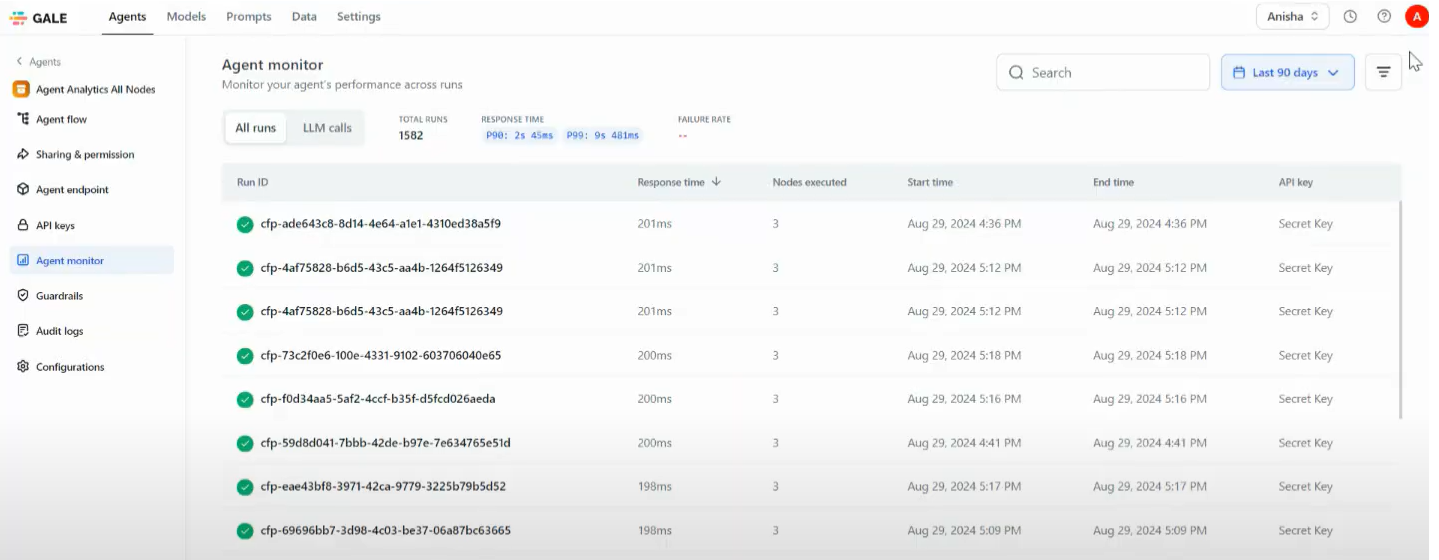 GALE Agents Models Prompts Data Settings Anisha A
Agents
Agent Analytics All Nodes
Agent flow
Sharing & permission
Agent endpoint
API keys
Agent monitor
Guardrails
Audit logs
Configurations
Agent monitor
Monitor your agent's performance across runs
Search
Last 90 days
All runs LLM calls
TOTAL RUNS
1582
RESPONSE TIME
P90: 2s 45ms P99: 9s 481ms
FAILURE RATE
--
Run ID Response time Nodes executed Start time End time API key
cfp-ade643c8-8d14-4e64-a1e1-4310ed38a5f9 201ms 3 Aug 29, 2024 4:36 PM Aug 29, 2024 4:36 PM Secret Key
cfp-4af75828-b6d5-43c5-aa4b-1264f5126349 201ms 3 Aug 29, 2024 5:12 PM Aug 29, 2024 5:12 PM Secret Key
cfp-4af75828-b6d5-43c5-aa4b-1264f5126349 201ms 3 Aug 29, 2024 5:12 PM Aug 29, 2024 5:12 PM Secret Key
cfp-73c2f0e6-100e-4331-9102-603706040e65 200ms 3 Aug 29, 2024 5:18 PM Aug 29, 2024 5:18 PM Secret Key
cfp-f0d34aa5-5af2-4ccf-b35f-d5fcd026aeda 200ms 3 Aug 29, 2024 5:16 PM Aug 29, 2024 5:16 PM Secret Key
cfp-59d8d041-7bbb-42de-b97e-7e634765e51d 200ms 3 Aug 29, 2024 4:41 PM Aug 29, 2024 4:41 PM Secret Key
cfp-eae43bf8-3971-42ca-9779-3225b79b5d52 198ms 3 Aug 29, 2024 5:17 PM Aug 29, 2024 5:17 PM Secret Key
cfp-69696bb7-3d98-4c03-be37-06a87bc63665 198ms 3 Aug 29, 2024 5:09 PM Aug 29, 2024 5:09 PM Secret Key